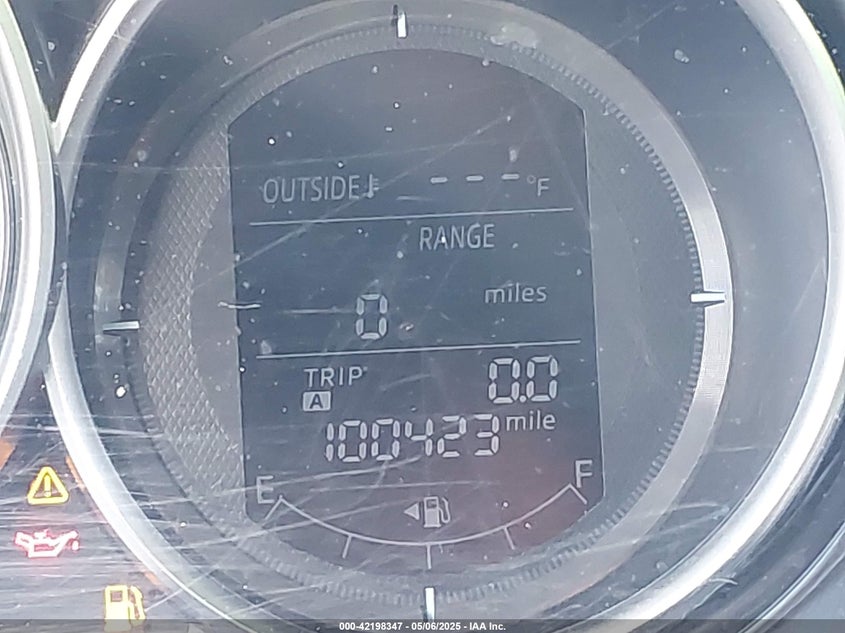 OUTSIDE ---°F
RANGE
0 miles
TRIP 0.0
A
100423 mile
E F
000-42198347 - 05/06/2025 - IAA Inc.